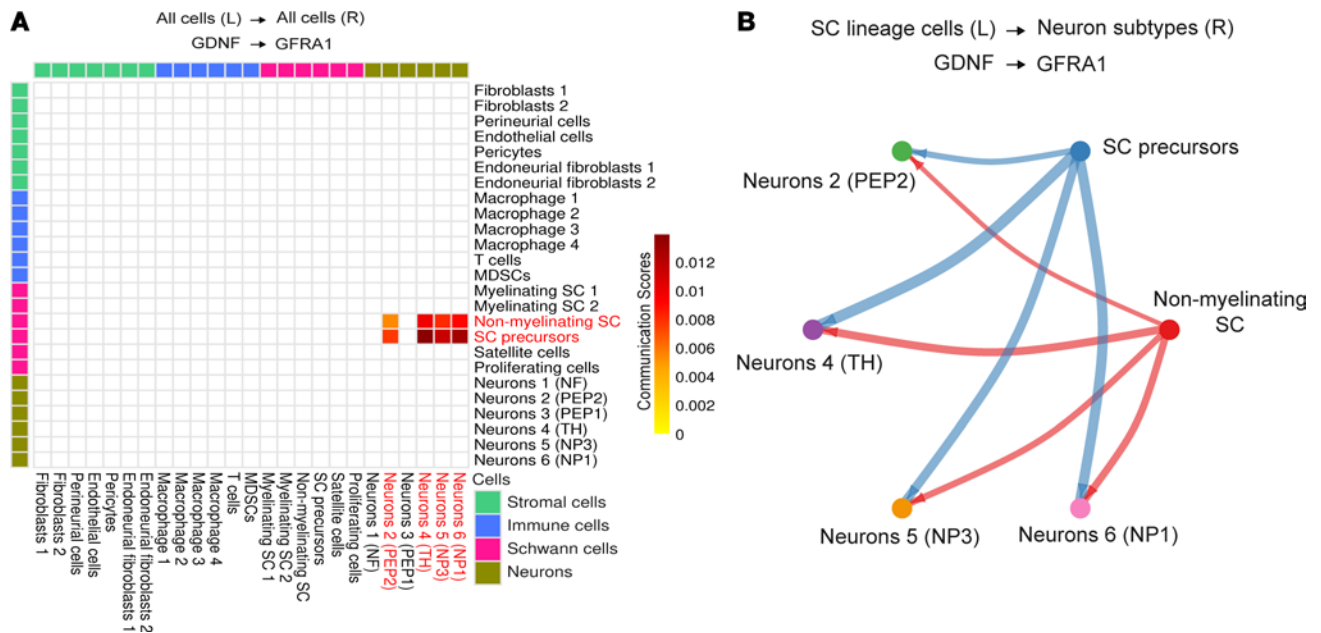 A
All cells (L) → All cells (R)
GDNF → GFRA1
Fibroblasts 1
Fibroblasts 2
Perineurial cells
Endothelial cells
Pericytes
Endoneurial fibroblasts 1
Endoneurial fibroblasts 2
Macrophage 1
Macrophage 2
Macrophage 3
Macrophage 4
T cells
MDSCs
Myelinating SC 1
Myelinating SC 2
Non-myelinating SC
SC precursors
Satellite cells
Proliferating cells
Neurons 1 (NF)
Neurons 2 (PEP2)
Neurons 3 (PEP1)
Neurons 4 (TH)
Neurons 5 (NP3)
Neurons 6 (NP1)
Fibroblasts 1
Fibroblasts 2
Perineurial cells
Endothelial cells
Pericytes
Endoneurial fibroblasts 1
Endoneurial fibroblasts 2
Macrophage 1
Macrophage 2
Macrophage 3
Macrophage 4
T cells
MDSCs
Myelinating SC 1
Myelinating SC 2
Non-myelinating SC
SC precursors
Satellite cells
Proliferating cells
Neurons 1 (NF)
Neurons 2 (PEP2)
Neurons 3 (PEP1)
Neurons 4 (TH)
Neurons 5 (NP3)
Neurons 6 (NP1)
Communication Scores
0.012
0.010
0.008
0.006
0.004
0.002
0
Cells
Stromal cells
Immune cells
Schwann cells
Neurons
B
SC lineage cells (L) → Neuron subtypes (R)
GDNF → GFRA1
SC precursors
Neurons 2 (PEP2)
Non-myelinating
SC
Neurons 4 (TH)
Neurons 5 (NP3)
Neurons 6 (NP1)